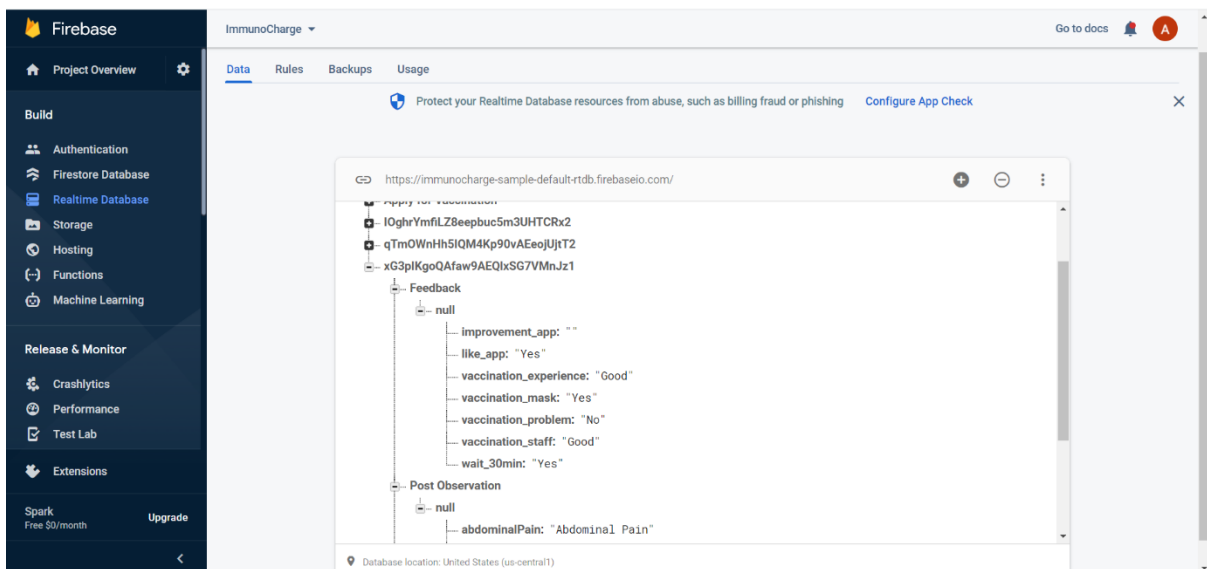 Firebase
ImmunoCharge
Go to docs
A
Project Overview
Data Rules Backups Usage
Protect your Realtime Database resources from abuse, such as billing fraud or phishing Configure App Check
Build
Authentication
Firestore Database
Realtime Database
Storage
Hosting
Functions
Machine Learning
Release & Monitor
Crashlytics
Performance
Test Lab
Extensions
Spark
Free $0/month
Upgrade
https://immunocharge-sample-default-rtdb.firebaseio.com/
Apply for vaccination
lOghrYmfiLZ8eepbuc5m3UHTCRx2
qTmOWnHh5lQM4Kp90vAEeojUjtT2
xG3plKgoQAfaw9AEQlxSG7VMnJz1
Feedback
null
improvement_app: ""
like_app: "Yes"
vaccination_experience: "Good"
vaccination_mask: "Yes"
vaccination_problem: "No"
vaccination_staff: "Good"
wait_30min: "Yes"
Post Observation
null
abdominalPain: "Abdominal Pain"
Database location: United States (us-central1)